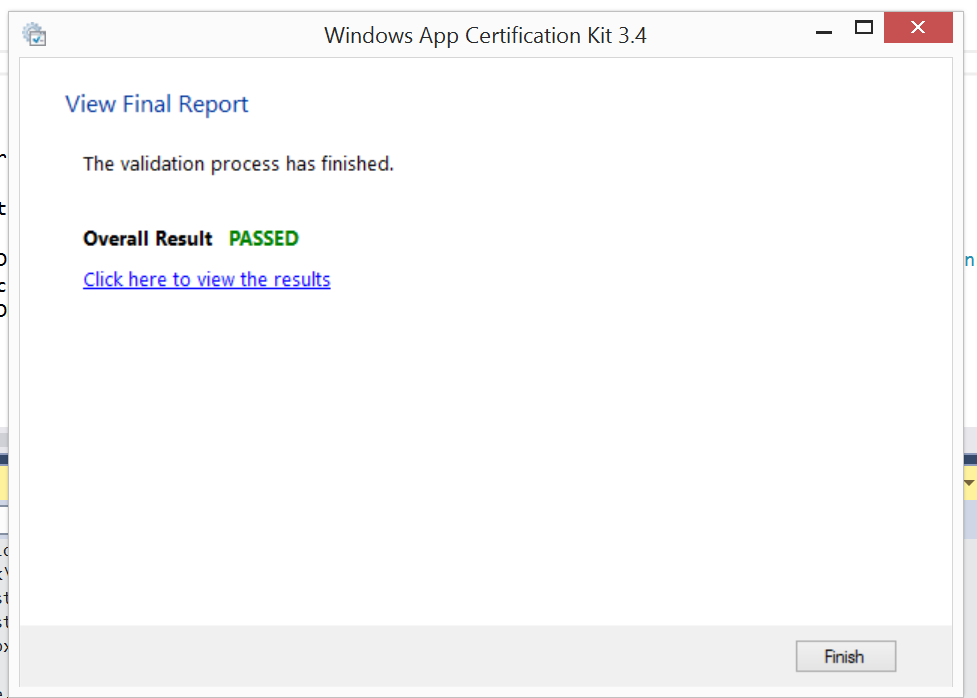 Windows App Certification Kit 3.4
View Final Report
The validation process has finished.
Overall Result PASSED
Click here to view the results
Finish